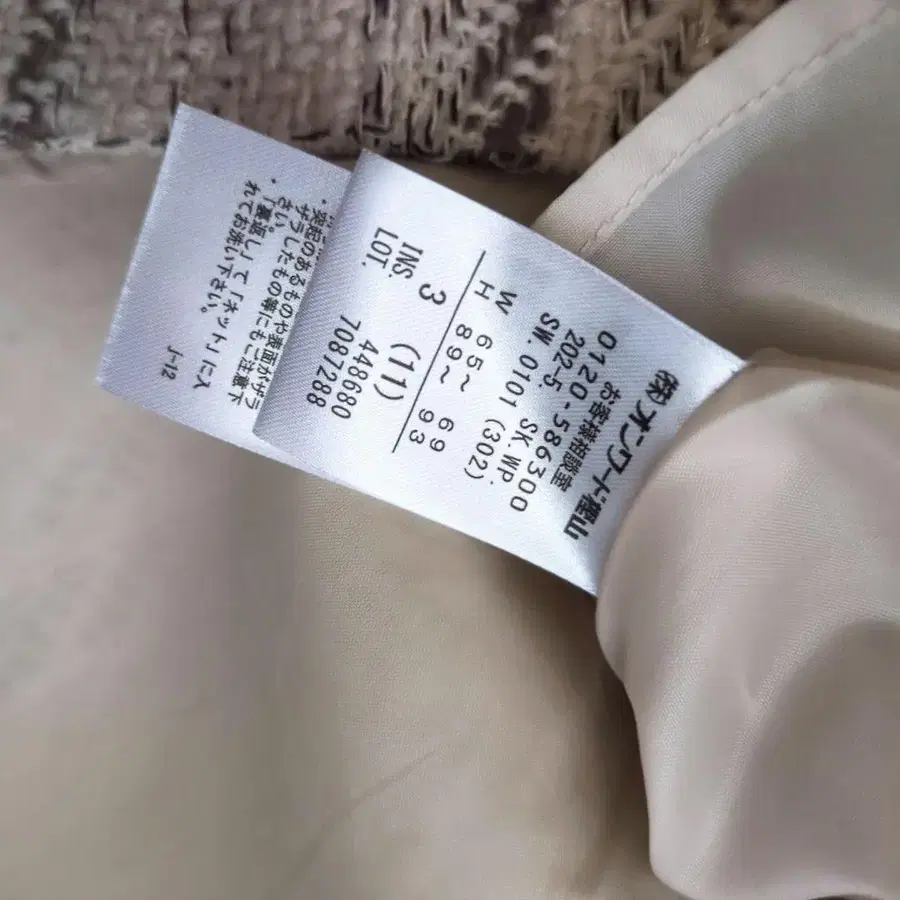 ㈱オンワード樫山
お客様相談室
0120-586300
202-5. SK.WP
SW.0101(302)
W 65～ 69
H 89～ 93
3 (11)
INS. 448680
LOT. 7087288
・突起のあるものや表面がザラ
ザラしたもの等にもご注意下
さい。
「裏返し」で「ネット」に入
れてお洗い下さい。
J-12